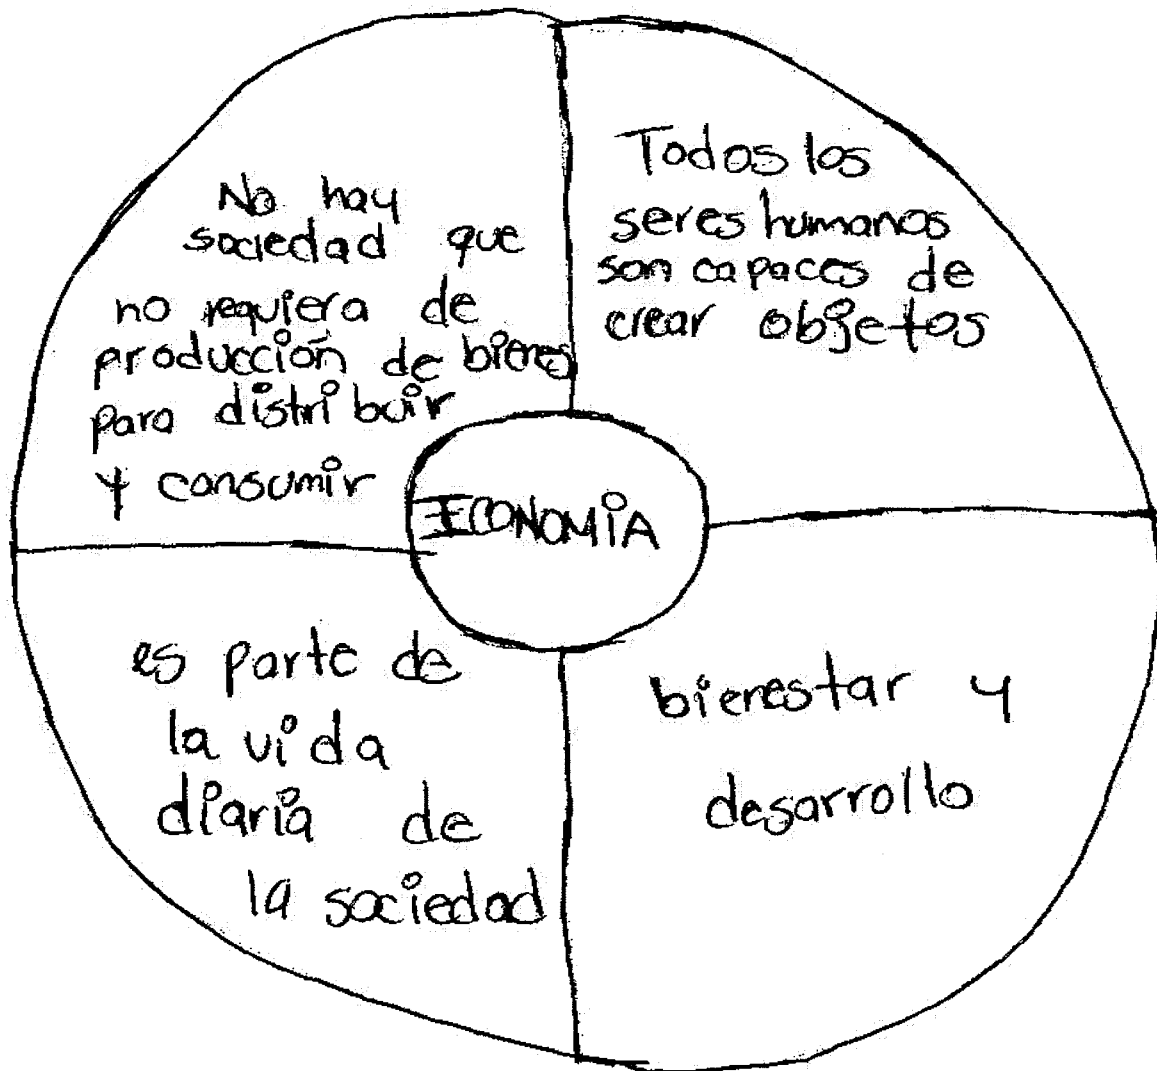 No hay
sociedad que
no requiera de
producción de bienes
para distribuir
y consumir
Todos los
seres humanos
son capaces de
crear objetos
ECONOMÍA
es parte de
la vida
diaria de
la sociedad
bienestar y
desarrollo